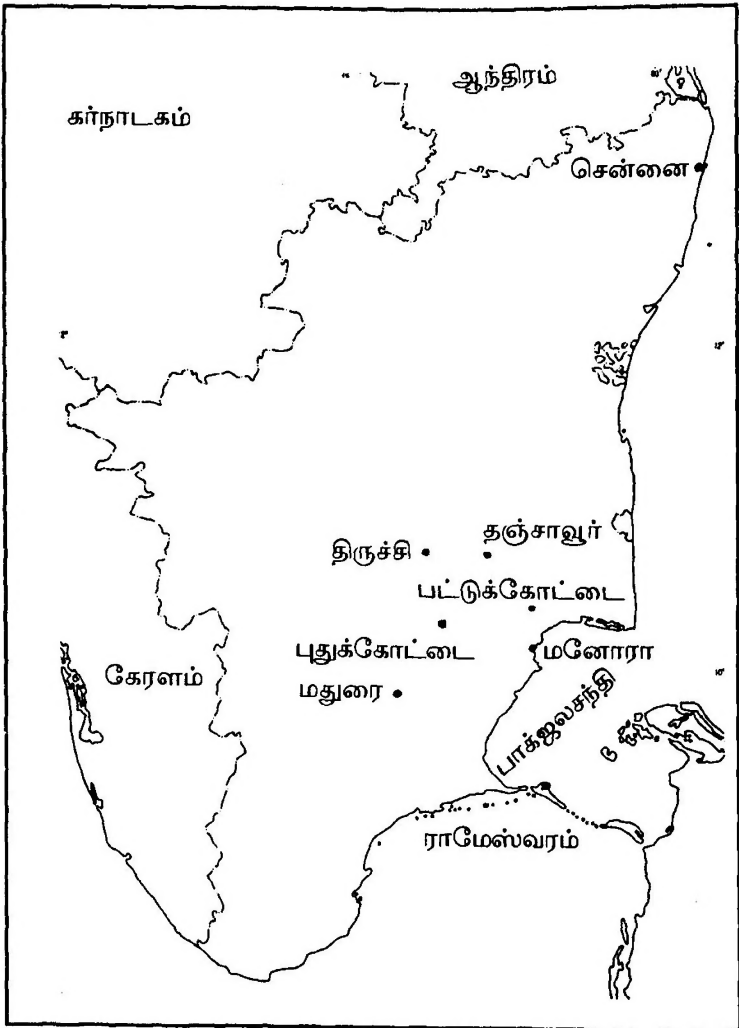 ஆந்திரம்
கர்நாடகம்
சென்னை
தஞ்சாவூர்
திருச்சி
பட்டுக்கோட்டை
புதுக்கோட்டை
மனோரா
கேரளம்
மதுரை
பாக்ஜலசந்தி
ராமேஸ்வரம்